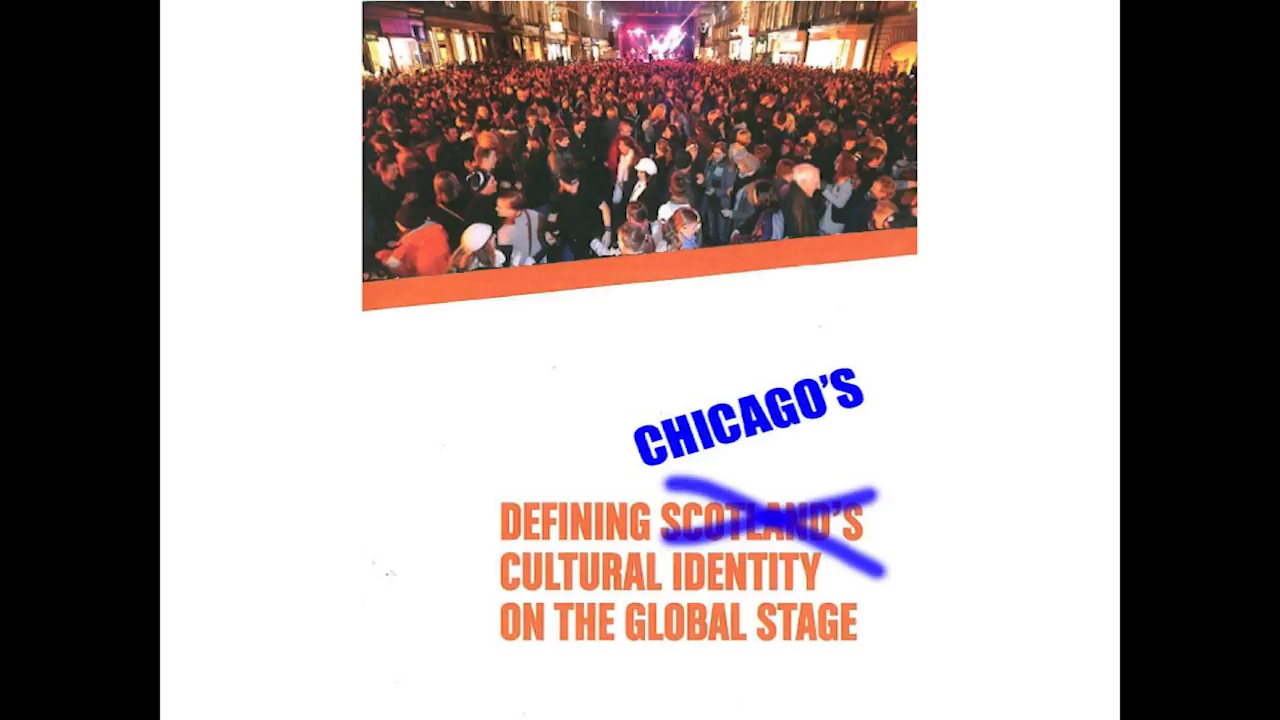 CHICAGO'S
DEFINING SCOTLAND'S
CULTURAL IDENTITY
ON THE GLOBAL STAGE